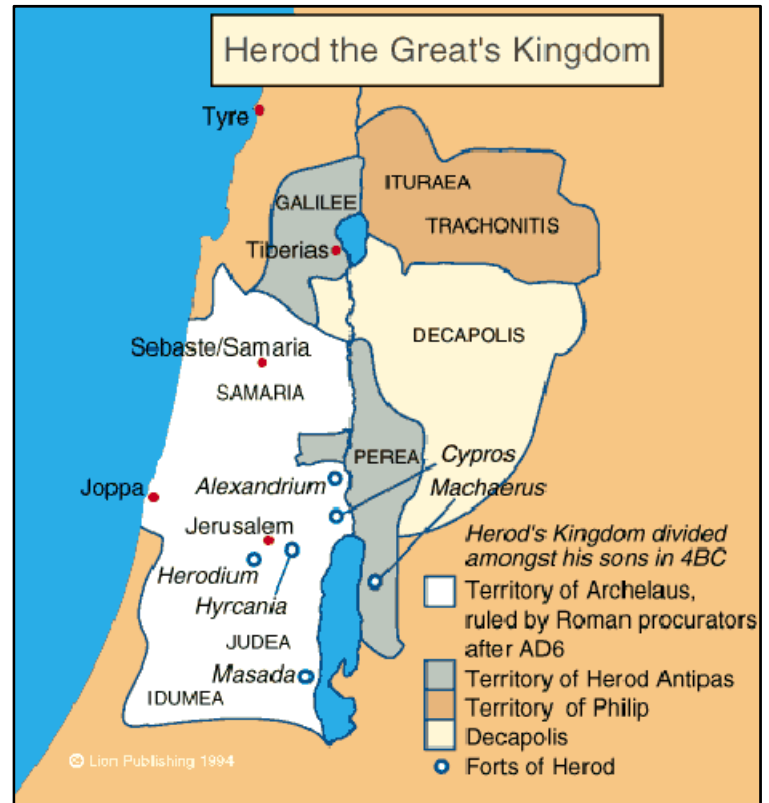 Herod the Great's Kingdom
Tyre
ITURAEA
GALILEE
TRACHONITIS
Tiberias
DECAPOLIS
Sebaste/Samaria
SAMARIA
PEREA
Cypros
Alexandrium
Machaerus
Joppa
Jerusalem
Herodium
Hyrcania
JUDEA
Masada
IDUMEA
Herod's Kingdom divided
amongst his sons in 4BC
Territory of Archelaus,
ruled by Roman procurators
after AD6
Territory of Herod Antipas
Territory of Philip
Decapolis
Forts of Herod
© Lion Publishing 1994